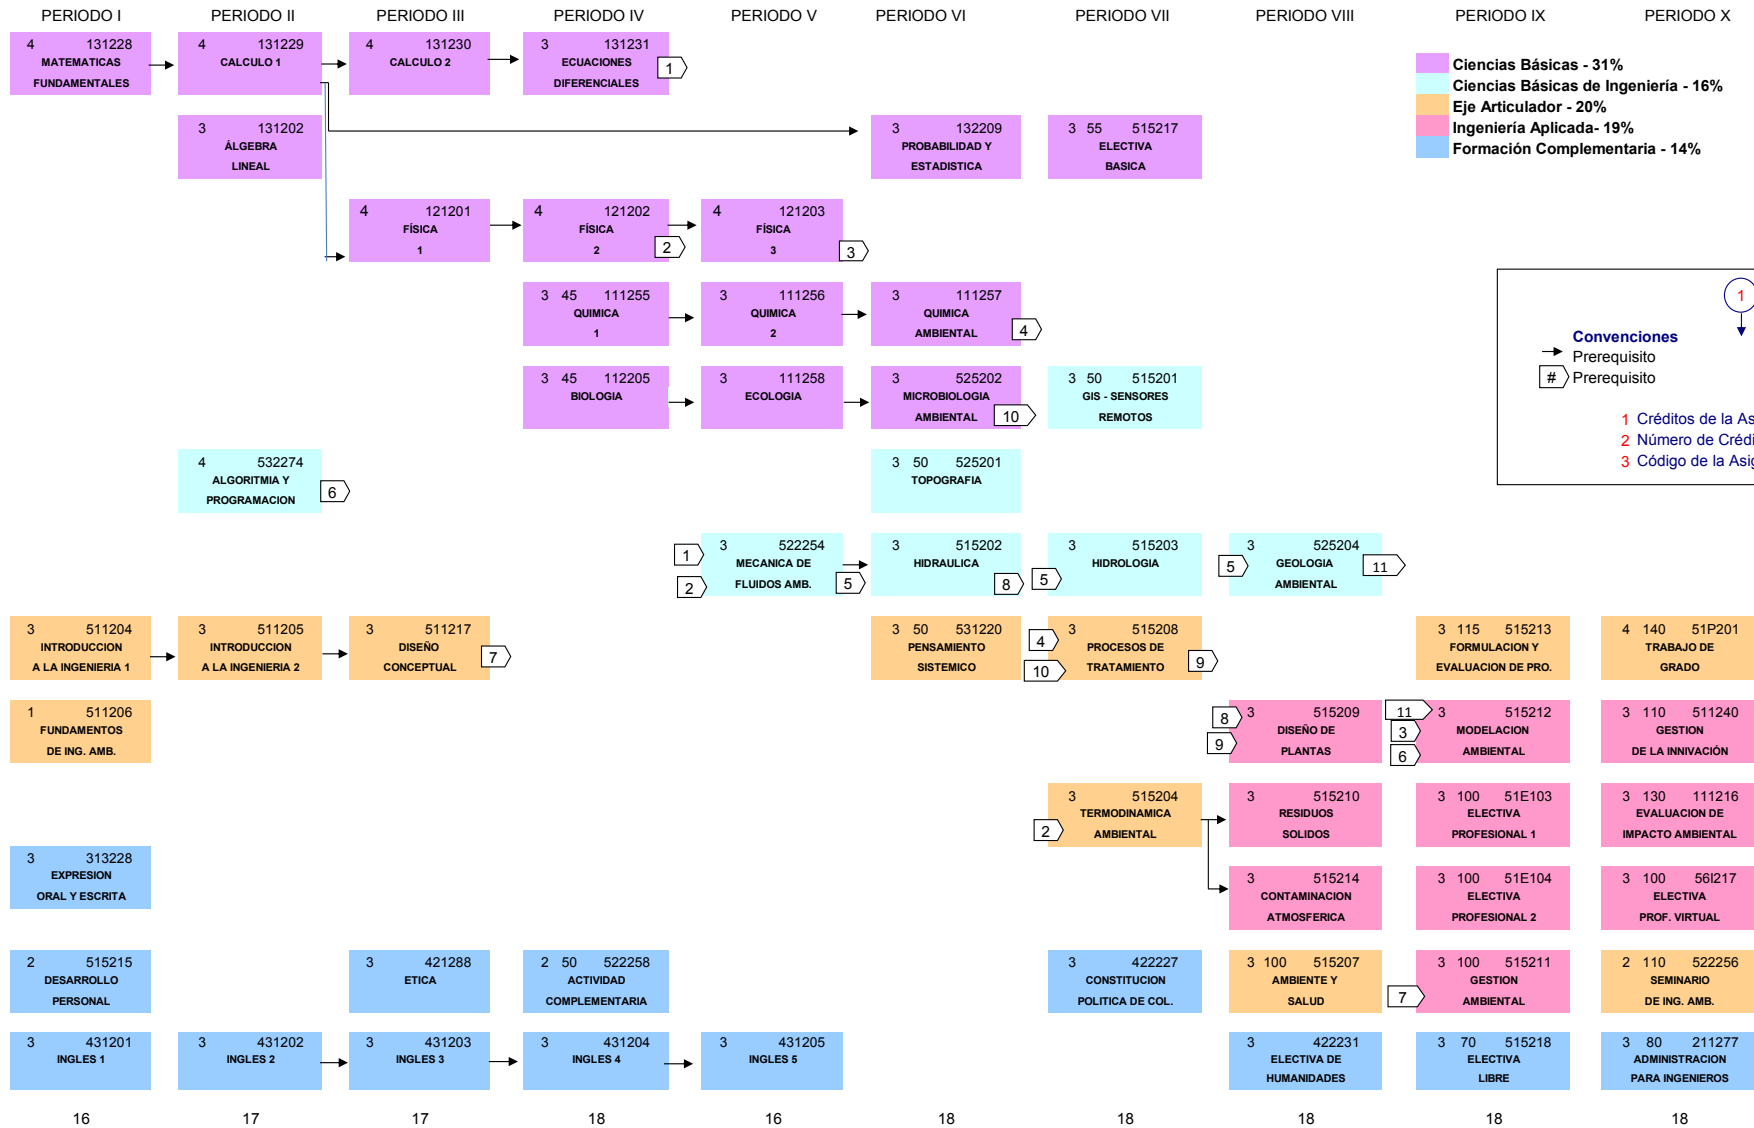 PERIODO I PERIODO II PERIODO III PERIODO IV PERIODO V PERIODO VI PERIODO VII PERIODO VIII PERIODO IX PERIODO X
4 131228
MATEMATICAS
FUNDAMENTALES
4 131229
CALCULO 1
4 131230
CALCULO 2
3 131231
ECUACIONES
DIFERENCIALES
1
Ciencias Básicas - 31%
Ciencias Básicas de Ingeniería - 16%
Eje Articulador - 20%
Ingeniería Aplicada- 19%
Formación Complementaria - 14%
3 131202
ÁLGEBRA
LINEAL
3 132209
PROBABILIDAD Y
ESTADISTICA
3 55 515217
ELECTIVA
BASICA
4 121201
FÍSICA
1
4 121202
FÍSICA
2
2
4 121203
FÍSICA
3
3
3 45 111255
QUIMICA
1
3 111256
QUIMICA
2
3 111257
QUIMICA
AMBIENTAL
4
1
Convenciones
Prerequisito
# Prerequisito
1 Créditos de la As
2 Número de Crédi
3 Código de la Asig
3 45 112205
BIOLOGIA
3 111258
ECOLOGIA
3 525202
MICROBIOLOGIA
AMBIENTAL
10
3 50 515201
GIS - SENSORES
REMOTOS
4 532274
ALGORITMIA Y
PROGRAMACION
6
3 50 525201
TOPOGRAFIA
1
2
3 522254
MECANICA DE
FLUIDOS AMB.
5
3 515202
HIDRAULICA
8
3 515203
HIDROLOGIA
5
3 525204
GEOLOGIA
AMBIENTAL
5
11
3 511204
INTRODUCCION
A LA INGENIERIA 1
3 511205
INTRODUCCION
A LA INGENIERIA 2
3 511217
DISEÑO
CONCEPTUAL
7
3 50 531220
PENSAMIENTO
SISTEMICO
4
10
3 515208
PROCESOS DE
TRATAMIENTO
9
3 115 515213
FORMULACION Y
EVALUACION DE PRO.
4 140 51P201
TRABAJO DE
GRADO
1 511206
FUNDAMENTOS
DE ING. AMB.
8
9
3 515209
DISEÑO DE
PLANTAS
11
3
6
3 515212
MODELACION
AMBIENTAL
3 110 511240
GESTION
DE LA INNIVACIÓN
2
3 515204
TERMODINAMICA
AMBIENTAL
3 515210
RESIDUOS
SOLIDOS
3 100 51E103
ELECTIVA
PROFESIONAL 1
3 130 111216
EVALUACION DE
IMPACTO AMBIENTAL
3 313228
EXPRESION
ORAL Y ESCRITA
3 515214
CONTAMINACION
ATMOSFERICA
3 100 51E104
ELECTIVA
PROFESIONAL 2
3 100 56I217
ELECTIVA
PROF. VIRTUAL
2 515215
DESARROLLO
PERSONAL
3 421288
ETICA
2 50 522258
ACTIVIDAD
COMPLEMENTARIA
3 422227
CONSTITUCION
POLITICA DE COL.
3 100 515207
AMBIENTE Y
SALUD
7
3 100 515211
GESTION
AMBIENTAL
2 110 522256
SEMINARIO
DE ING. AMB.
3 431201
INGLES 1
3 431202
INGLES 2
3 431203
INGLES 3
3 431204
INGLES 4
3 431205
INGLES 5
3 422231
ELECTIVA DE
HUMANIDADES
3 70 515218
ELECTIVA
LIBRE
3 80 211277
ADMINISTRACION
PARA INGENIEROS
16 17 17 18 16 18 18 18 18 18